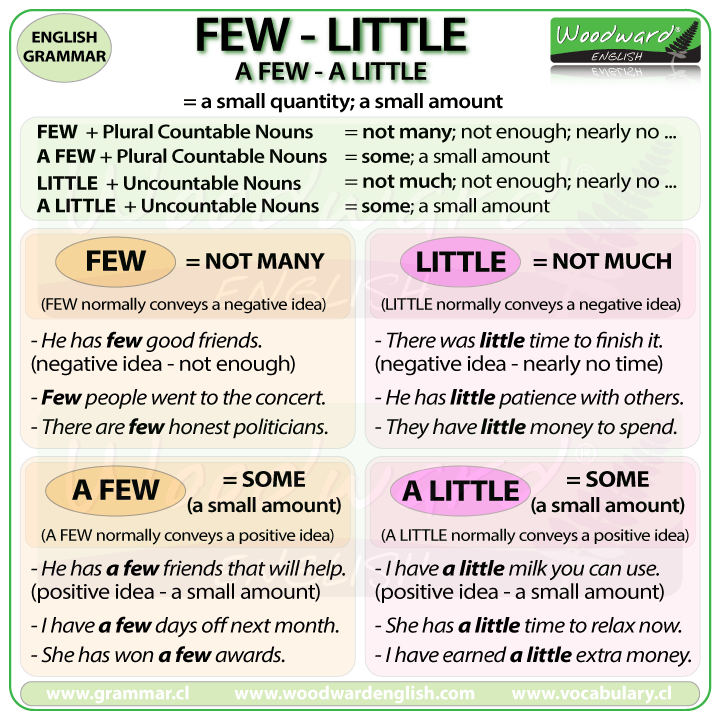 ENGLISH
GRAMMAR
FEW - LITTLE
A FEW - A LITTLE
= a small quantity; a small amount
Woodward®
ENGLISH
FEW + Plural Countable Nouns = not many; not enough; nearly no ...
A FEW + Plural Countable Nouns = some; a small amount
LITTLE + Uncountable Nouns = not much; not enough; nearly no ...
A LITTLE + Uncountable Nouns = some; a small amount
FEW = NOT MANY
(FEW normally conveys a negative idea)
- He has few good friends.
(negative idea - not enough)
- Few people went to the concert.
- There are few honest politicians.
LITTLE = NOT MUCH
(LITTLE normally conveys a negative idea)
- There was little time to finish it.
(negative idea - nearly no time)
- He has little patience with others.
- They have little money to spend.
A FEW = SOME
(a small amount)
(A FEW normally conveys a positive idea)
- He has a few friends that will help.
(positive idea - a small amount)
- I have a few days off next month.
- She has won a few awards.
A LITTLE = SOME
(a small amount)
(A LITTLE normally conveys a positive idea)
- I have a little milk you can use.
(positive idea - a small amount)
- She has a little time to relax now.
- I have earned a little extra money.
www.grammar.cl www.woodwardenglish.com www.vocabulary.cl